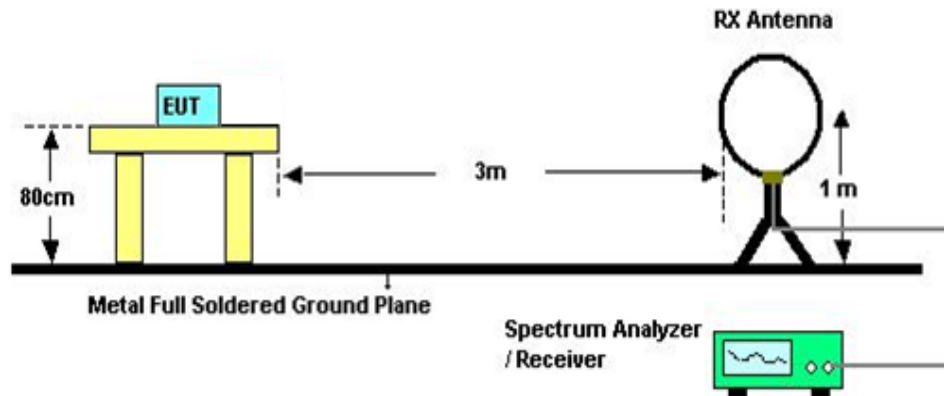 RX Antenna
EUT
3m
80cm
1 m
Metal Full Soldered Ground Plane
Spectrum Analyzer
/ Receiver